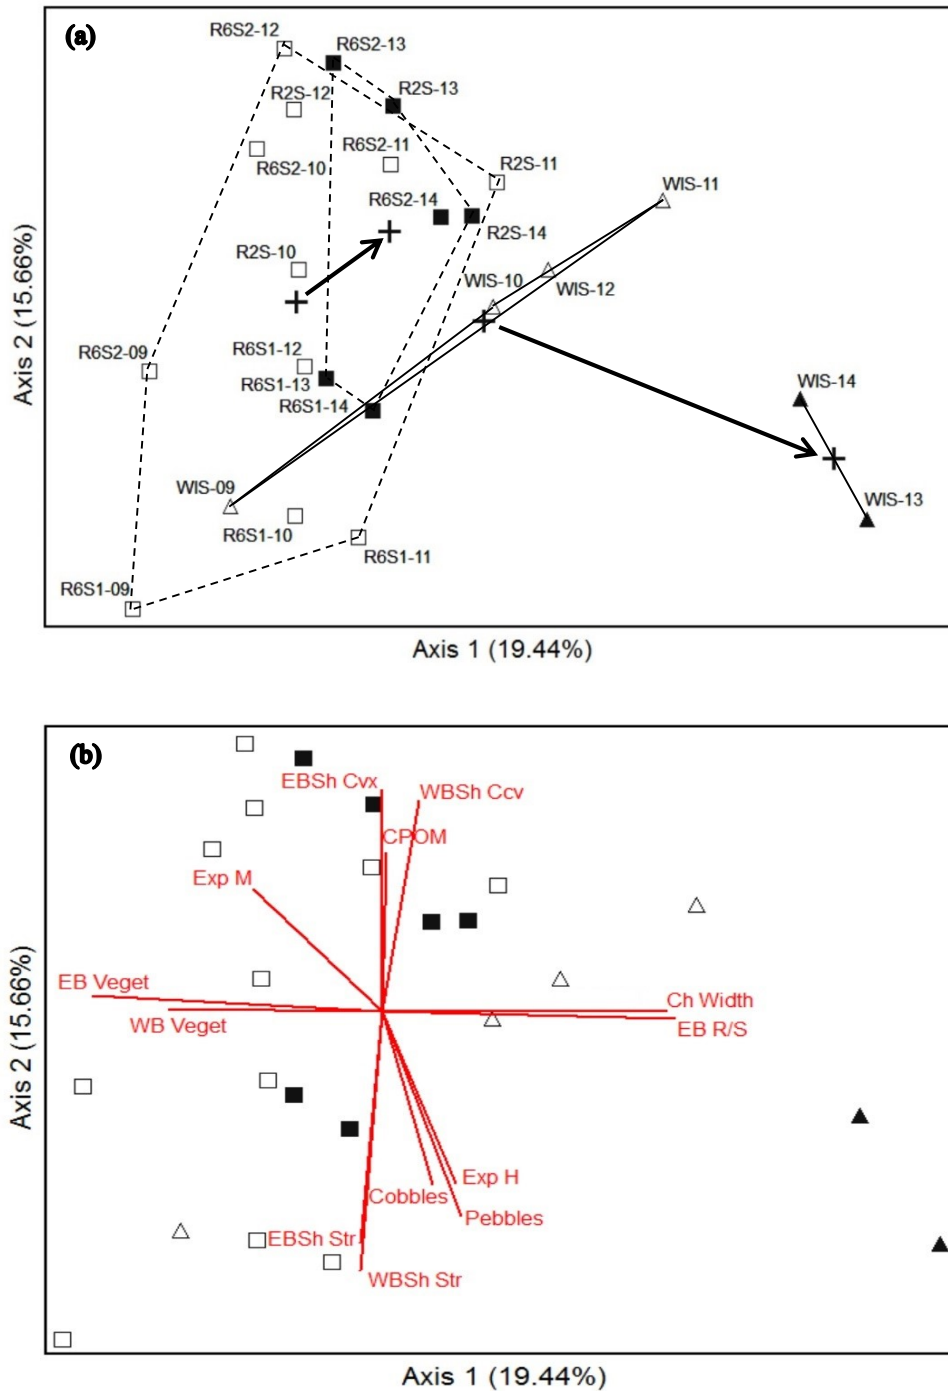 (a)
R6S2-12
R6S2-13
R2S-12
R2S-13
R6S2-11
R6S2-10
R2S-11
WIS-11
R6S2-14
R2S-14
R2S-10
WIS-10
WIS-12
R6S2-09
R6S1-12
R6S1-13
WIS-14
R6S1-14
WIS-09
WIS-13
R6S1-10
R6S1-11
R6S1-09
Axis 2 (15.66%)
Axis 1 (19.44%)
(b)
EBSh Cvx
WBSh Ccv
CPOM
Exp M
EB Veget
Ch Width
WB Veget
EB R/S
Exp H
Cobbles
Pebbles
EBSh Str
WBSh Str
Axis 2 (15.66%)
Axis 1 (19.44%)